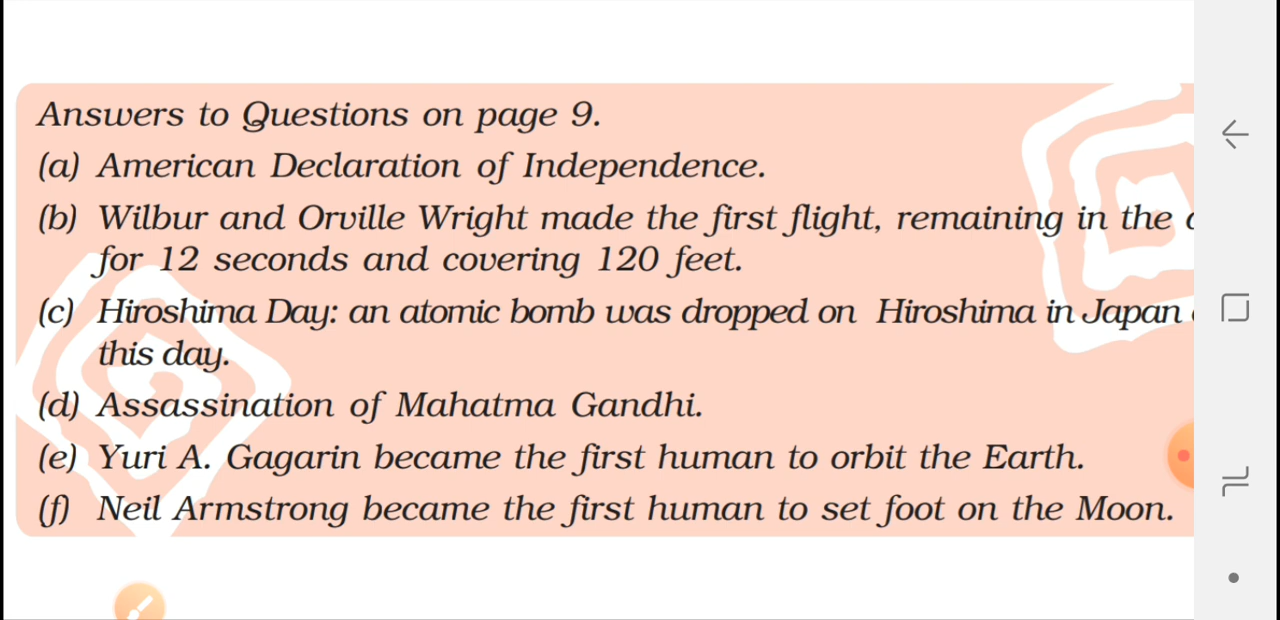 Answers to Questions on page 9.
(a) American Declaration of Independence.
(b) Wilbur and Orville Wright made the first flight, remaining in the
for 12 seconds and covering 120 feet.
(c) Hiroshima Day: an atomic bomb was dropped on Hiroshima in Japan
this day.
(d) Assassination of Mahatma Gandhi.
(e) Yuri A. Gagarin became the first human to orbit the Earth.
(f) Neil Armstrong became the first human to set foot on the Moon.